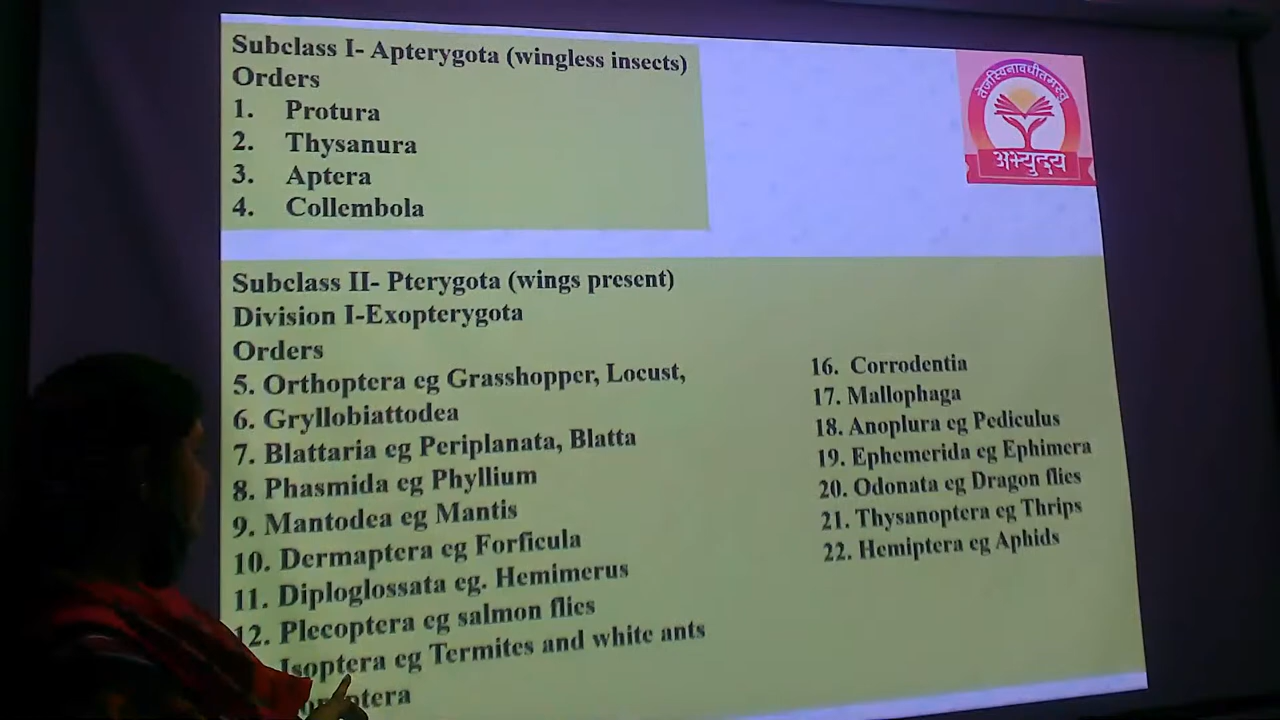 Subclass I- Apterygota (wingless insects)
Orders
1. Protura
2. Thysanura
3. Aptera
4. Collembola
तेजस्विनावधीतमस्तु
अभ्युदय
Subclass II- Pterygota (wings present)
Division I-Exopterygota
Orders
5. Orthoptera eg Grasshopper, Locust,
6. Gryllobiattodea
7. Blattaria eg Periplanata, Blatta
8. Phasmida eg Phyllium
9. Mantodea eg Mantis
10. Dermaptera eg Forficula
11. Diploglossata eg. Hemimerus
12. Plecoptera eg salmon flies
Isoptera eg Termites and white ants
16. Corrodentia
17. Mallophaga
18. Anoplura eg Pediculus
19. Ephemerida eg Ephimera
20. Odonata eg Dragon flies
21. Thysanoptera eg Thrips
22. Hemiptera eg Aphids